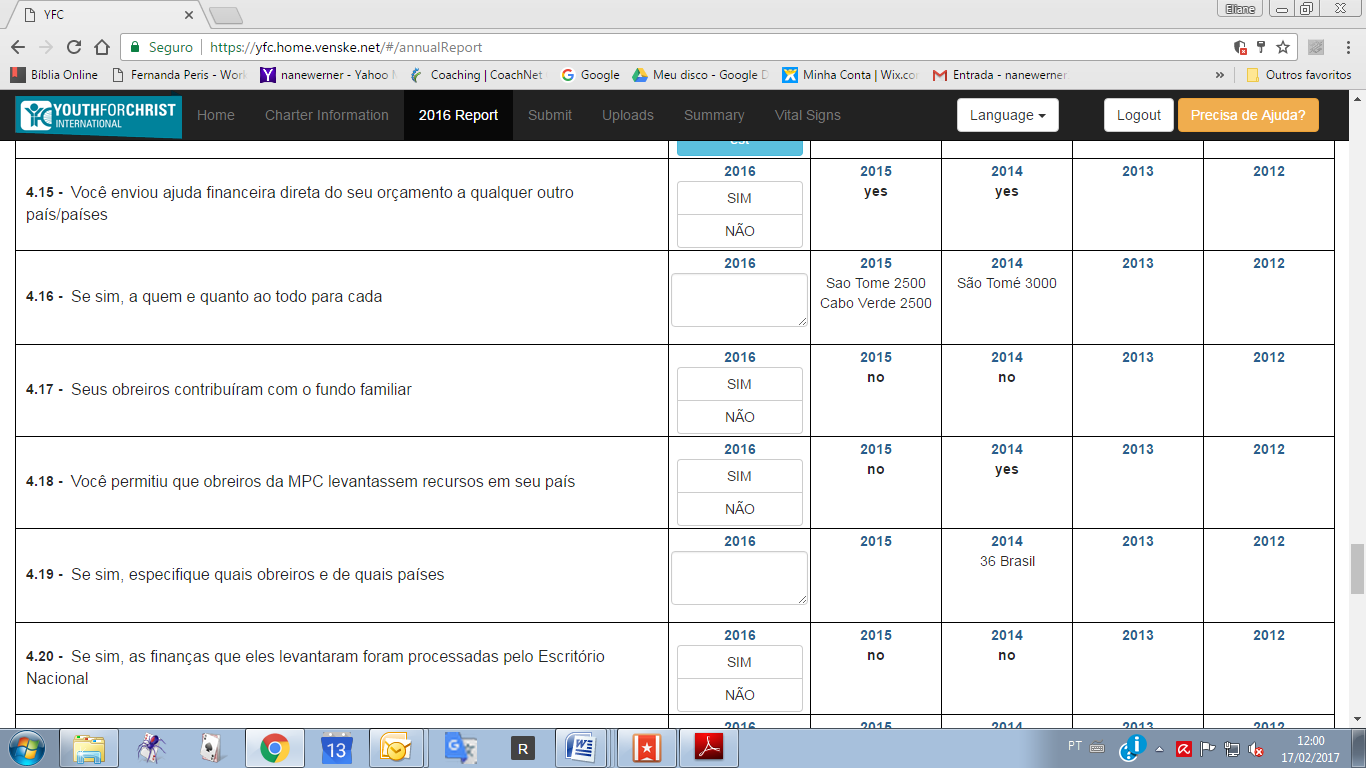 YFC
Eliane
Seguro
https://yfc.home.venske.net/#/annualReport
Bíblia Online
Fernanda Peris - Work
nanewerner - Yahoo M
Coaching | CoachNet
Google
Meu disco - Google D
Minha Conta | Wix.co
Entrada - nanewerner
»
Outros favoritos
YOUTHFORCHRIST
INTERNATIONAL
Home
Charter Information
2016 Report
Submit
Uploads
Summary
Vital Signs
Language
Logout
Precisa de Ajuda?
4.15 - Você enviou ajuda financeira direta do seu orçamento a qualquer outro
país/países
2016
SIM
NÃO
2015
yes
2014
yes
2013
2012
4.16 - Se sim, a quem e quanto ao todo para cada
2016
2015
Sao Tome 2500
Cabo Verde 2500
2014
São Tomé 3000
2013
2012
4.17 - Seus obreiros contribuíram com o fundo familiar
2016
SIM
NÃO
2015
no
2014
no
2013
2012
4.18 - Você permitiu que obreiros da MPC levantassem recursos em seu país
2016
SIM
NÃO
2015
no
2014
yes
2013
2012
4.19 - Se sim, especifique quais obreiros e de quais países
2016
2015
2014
36 Brasil
2013
2012
4.20 - Se sim, as finanças que eles levantaram foram processadas pelo Escritório
Nacional
2016
SIM
NÃO
2015
no
2014
no
2013
2012
2016
2015
2014
2013
2012
13
R
PT
12:00
17/02/2017